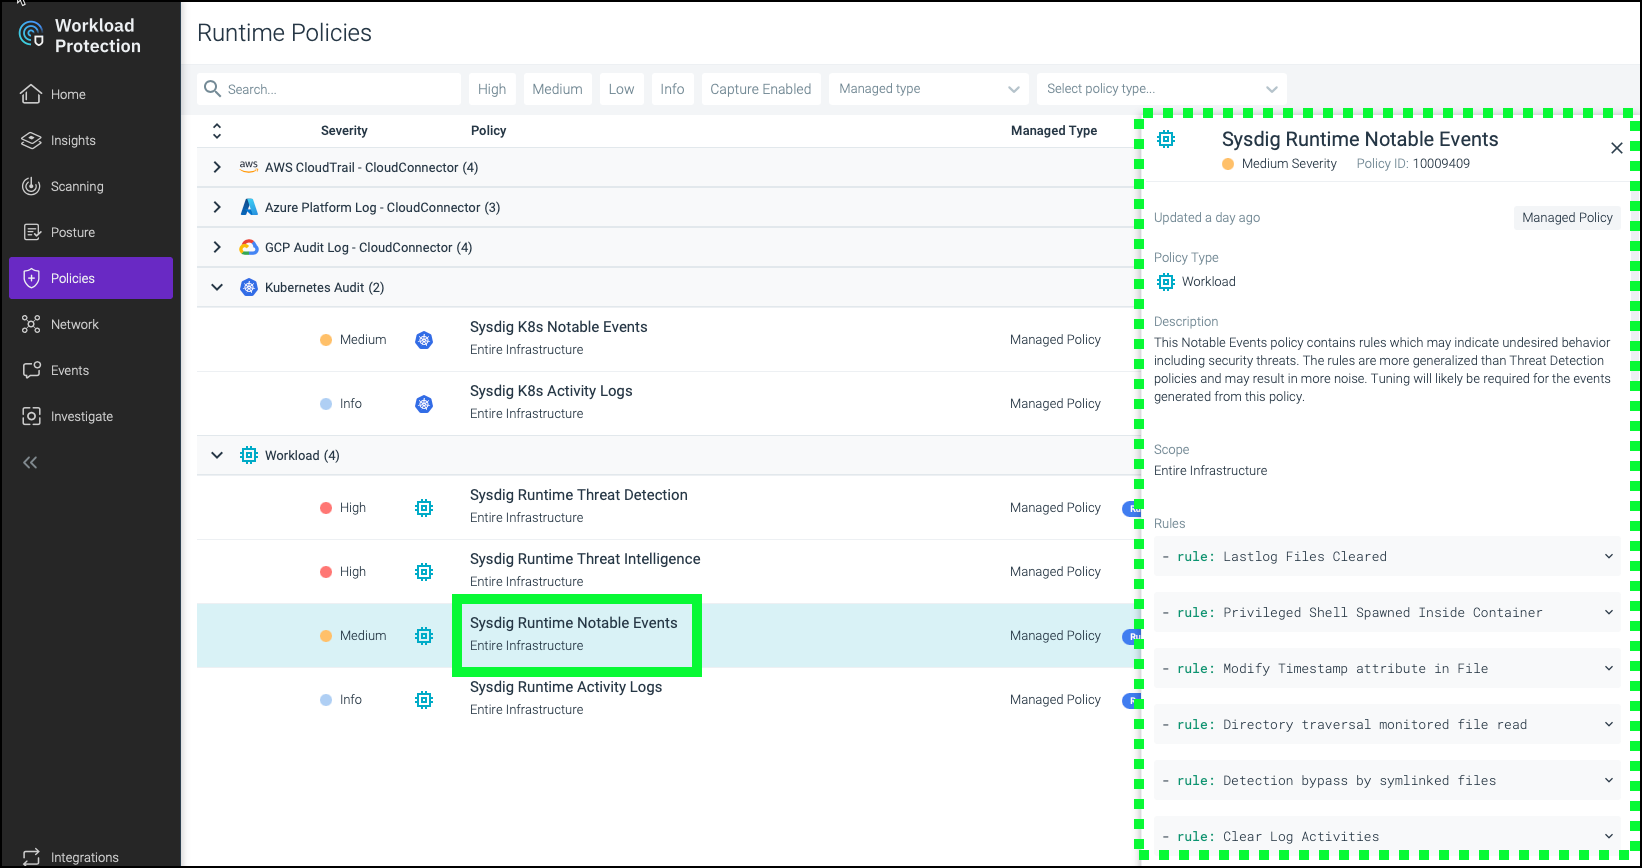 Workload
Protection
Home
Insights
Scanning
Posture
Policies
Network
Events
Investigate
Integrations
Runtime Policies
Search...
High
Medium
Low
Info
Capture Enabled
Managed type
Select policy type...
Severity
Policy
Managed Type
aws
AWS CloudTrail - CloudConnector (4)
Azure Platform Log - CloudConnector (3)
GCP Audit Log - CloudConnector (4)
Kubernetes Audit (2)
Medium
Sysdig K8s Notable Events
Entire Infrastructure
Managed Policy
Info
Sysdig K8s Activity Logs
Entire Infrastructure
Managed Policy
Workload (4)
High
Sysdig Runtime Threat Detection
Entire Infrastructure
Managed Policy
High
Sysdig Runtime Threat Intelligence
Entire Infrastructure
Managed Policy
Medium
Sysdig Runtime Notable Events
Entire Infrastructure
Managed Policy
Info
Sysdig Runtime Activity Logs
Entire Infrastructure
Managed Policy
Sysdig Runtime Notable Events
Medium Severity Policy ID: 10009409
Updated a day ago
Managed Policy
Policy Type
Workload
Description
This Notable Events policy contains rules which may indicate undesired behavior
including security threats. The rules are more generalized than Threat Detection
policies and may result in more noise. Tuning will likely be required for the events
generated from this policy.
Scope
Entire Infrastructure
Rules
- rule: Lastlog Files Cleared
- rule: Privileged Shell Spawned Inside Container
- rule: Modify Timestamp attribute in File
- rule: Directory traversal monitored file read
- rule: Detection bypass by symlinked files
- rule: Clear Log Activities